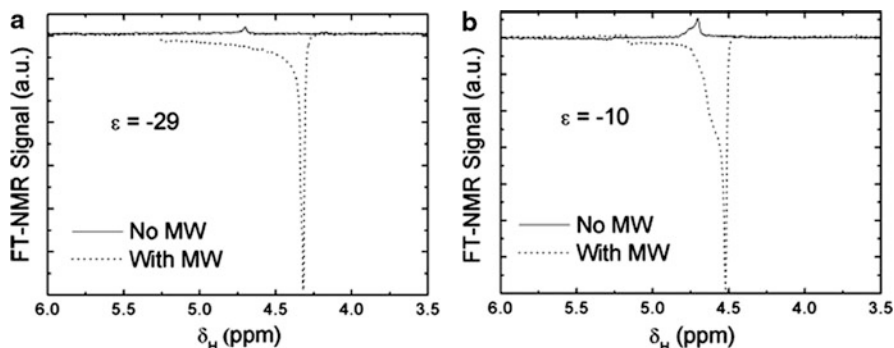 a
FT-NMR Signal (a.u.)
ε = -29
No MW
With MW
6.0 5.5 5.0 4.5 4.0 3.5
δH (ppm)
b
FT-NMR Signal (a.u.)
ε = -10
No MW
With MW
6.0 5.5 5.0 4.5 4.0 3.5
δH (ppm)